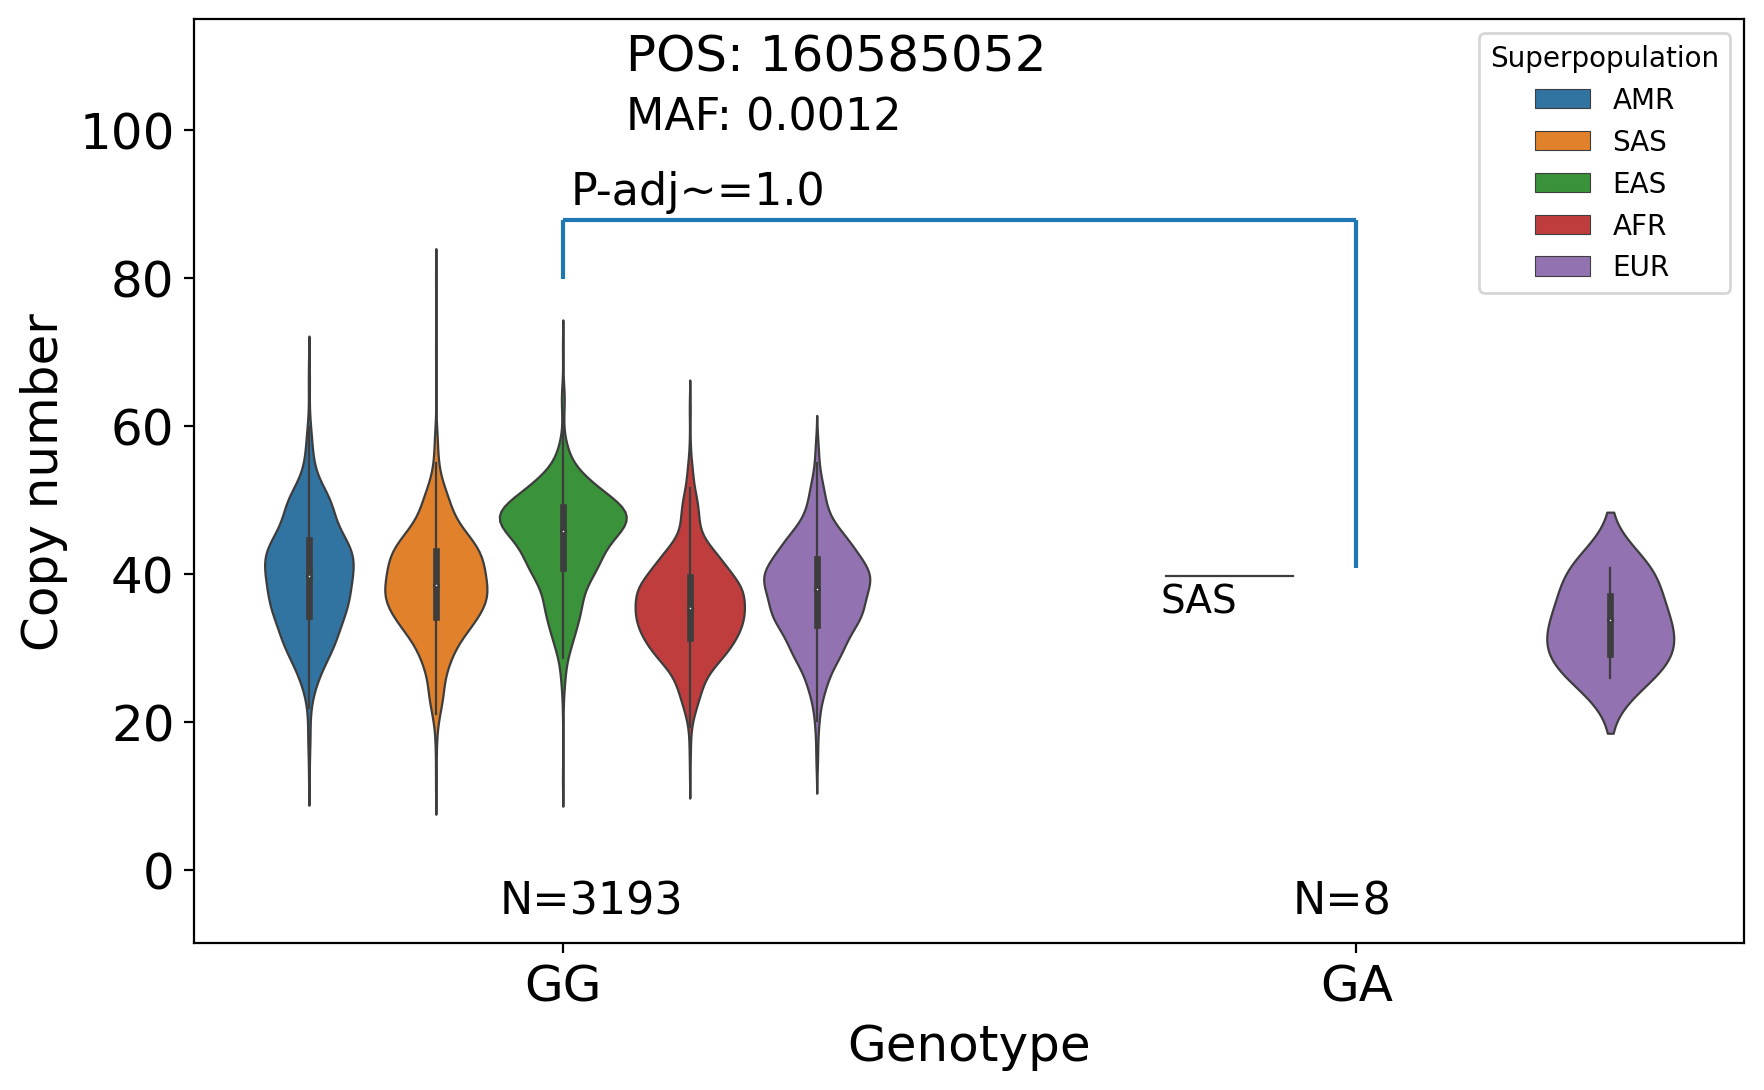 POS: 160585052
MAF: 0.0012
P-adj~=1.0
Superpopulation
AMR
SAS
EAS
AFR
EUR
Copy number
100
80
60
40
20
0
SAS
N=3193
N=8
GG
GA
Genotype